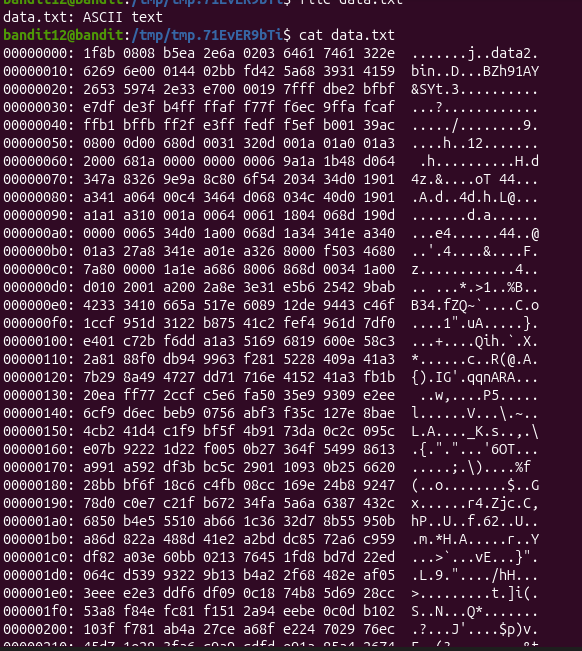 bandit12@bandit:/tmp/tmp.71EvER9bTi$ file data.txt
data.txt: ASCII text
bandit12@bandit:/tmp/tmp.71EvER9bTi$ cat data.txt
00000000: 1f8b 0808 b5ea 2e6a 0203 6461 7461 322e  .......j..data2.
00000010: 6269 6e00 0144 02bb fd42 5a68 3931 4159  bin..D...BZh91AY
00000020: 2653 5974 2e33 e700 0019 7fff dbe2 bfbf  &SYt.3..........
00000030: e7df de3f b4ff ffaf f77f f6ec 9ffa fcaf  ...?............
00000040: ffb1 bffb ff2f e3ff fedf f5ef b001 39ac  ...../........9.
00000050: 0800 0d00 680d 0031 320d 001a 01a0 01a3  ....h..12.......
00000060: 2000 681a 0000 0000 0006 9a1a 1b48 d064   .h..........H.d
00000070: 347a 8326 9e9a 8c80 6f54 2034 34d0 1901  4z.&....oT 44...
00000080: a341 a064 00c4 3464 d068 034c 40d0 1901  .A.d..4d.h.L@...
00000090: a1a1 a310 001a 0064 0061 1804 068d 190d  .......d.a......
000000a0: 0000 0065 34d0 1a00 068d 1a34 341e a340  ...e4......44..@
000000b0: 01a3 27a8 341e a01e a326 8000 f503 4680  ..'.4....&....F.
000000c0: 7a80 0000 1a1e a686 8006 868d 0034 1a00  z............4..
000000d0: d010 2001 a200 2a8e 3e31 e5b6 2542 9bab  .. ...*.>1..%B..
000000e0: 4233 3410 665a 517e 6089 12de 9443 c46f  B34.fZQ~`....C.o
000000f0: 1ccf 951d 3122 b875 41c2 fef4 961d 7df0  ....1".uA.....}.
00000100: e401 c72b f6dd a1a3 5169 6819 600e 58c3  ...+....Qih.`.X.
00000110: 2a81 88f0 db94 9963 f281 5228 409a 41a3  *......c..R(@.A.
00000120: 7b29 8a49 4727 dd71 716e 4152 41a3 fb1b  {).IG'.qqnARA...
00000130: 20ea ff77 2ccf c5e6 fa50 35e9 9309 e2ee   ..w,....P5.....
00000140: 6cf9 d6ec beb9 0756 abf3 f35c 127e 8bae  l......V...\.~..
00000150: 4cb2 41d4 c1f9 bf5f 4b91 73da 0c2c 095c  L.A...._K.s..,.\
00000160: e07b 9222 1d22 f005 0b27 364f 5499 8613  .{."."...'6OT...
00000170: a991 a592 df3b bc5c 2901 1093 0b25 6620  .....;.\)....%f 
00000180: 28bb bf6f 18c6 c4fb 08cc 169e 24b8 9247  (..o........$..G
00000190: 78d0 c0e7 c21f b672 34fa 5a6a 6387 432c  x......r4.Zjc.C,
000001a0: 6850 b4e5 5510 ab66 1c36 32d7 8b55 950b  hP..U..f.62..U..
000001b0: a86d 822a 488d 41e2 a2bd dc85 72a6 c959  .m.*H.A.....r..Y
000001c0: df82 a03e 60bb 0213 7645 1fd8 bd7d 22ed  ...>`...vE...}".
000001d0: 064c d539 9322 9b13 b4a2 2f68 482e af05  .L.9."..../hH...
000001e0: 3eee e2e3 ddf6 df09 0c18 74b8 5d69 28cc  >.........t.]i(.
000001f0: 53a8 f84e fc81 f151 2a94 eebe 0c0d b102  S..N...Q*.......
00000200: 103f f781 ab4a 27ce a68f e224 7029 76ec  .?...J'....$p)v.
00000210: